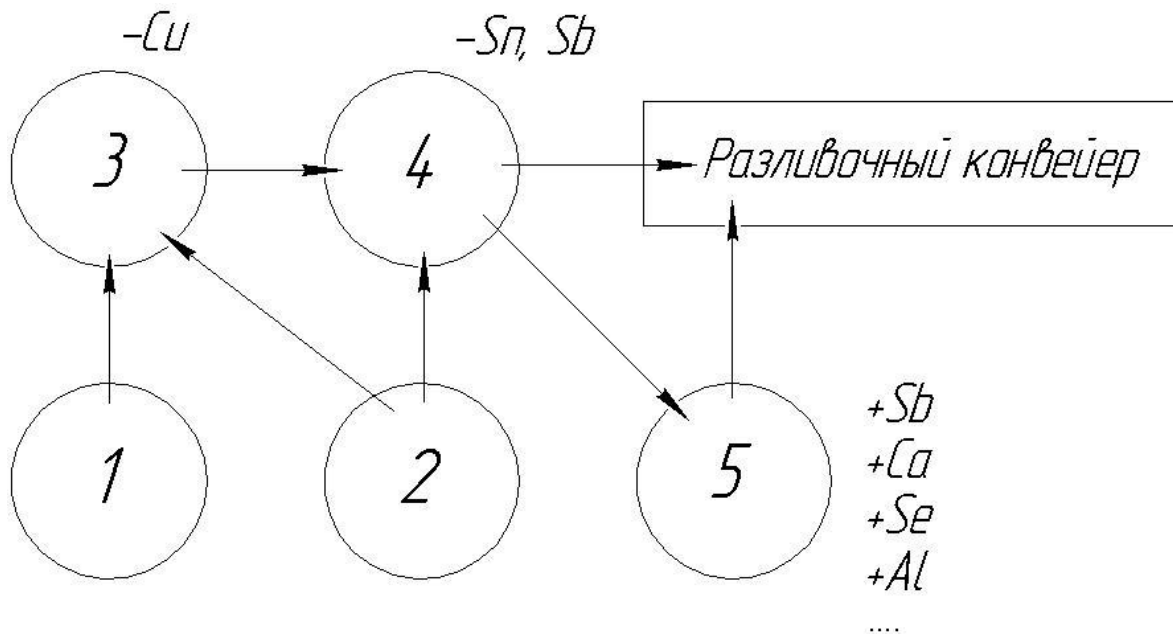 -Cu
-Sn, Sb
3
4
Разливочный конвейер
1
2
5
+Sb
+Ca
+Se
+Al
....